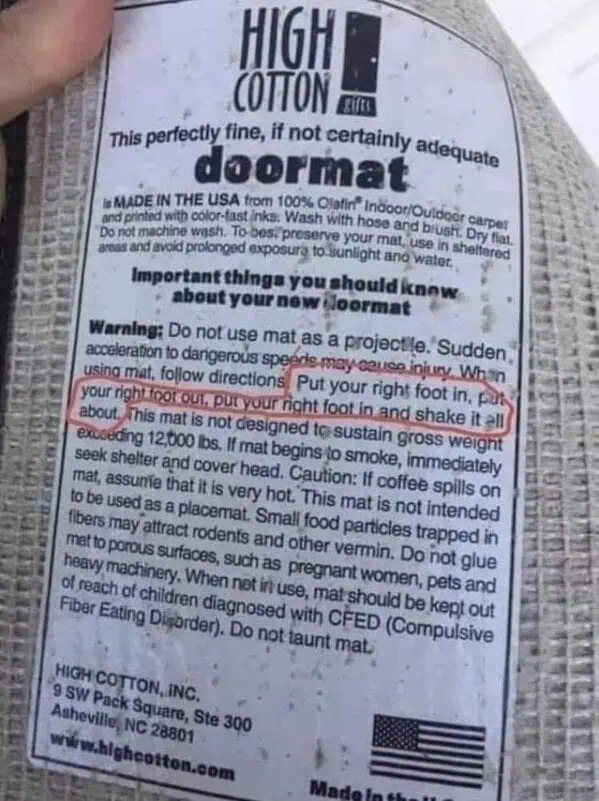 HIGH
COTTON
gifts
This perfectly fine, if not certainly adequate
doormat
is MADE IN THE USA from 100% Olefin® Indoor/Outdoor carpet
and printed with color-fast inks. Wash with hose and brush. Dry flat.
Do not machine wash. To best preserve your mat, use in sheltered
areas and avoid prolonged exposure to sunlight and water.
Important things you should know
about your new doormat
Warning: Do not use mat as a projectile. Sudden
acceleration to dangerous speeds may cause injury. When
using mat, follow directions: Put your right foot in, put
your right foot out, put your right foot in and shake it all
about. This mat is not designed to sustain gross weight
exceeding 12,000 lbs. If mat begins to smoke, immediately
seek shelter and cover head. Caution: If coffee spills on
mat, assume that it is very hot. This mat is not intended
to be used as a placemat. Small food particles trapped in
fibers may attract rodents and other vermin. Do not glue
mat to porous surfaces, such as pregnant women, pets and
heavy machinery. When not in use, mat should be kept out
of reach of children diagnosed with CFED (Compulsive
Fiber Eating Disorder). Do not taunt mat.
HIGH COTTON, INC.
9 SW Pack Square, Ste 300
Asheville, NC 28801
www.highcotton.com
Made in the